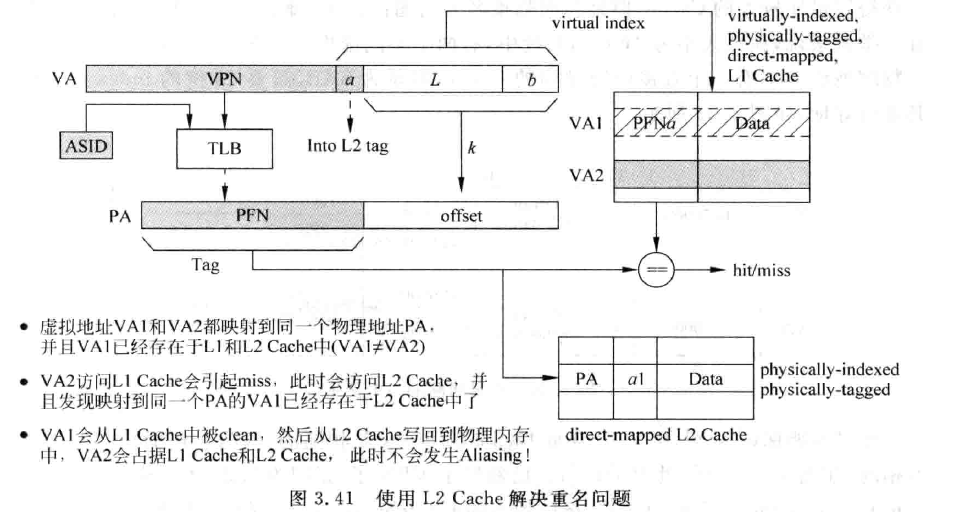 virtual index
virtually-indexed,
physically-tagged,
direct-mapped,
L1 Cache
VA
VPN
a
L
b
ASID
TLB
Into L2 tag
k
VA1
PFNa
Data
VA2
PA
PFN
offset
Tag
==
hit/miss
• 虚拟地址VA1和VA2都映射到同一个物理地址PA，
并且VA1已经存在于L1和L2 Cache中(VA1≠VA2)
• VA2访问L1 Cache会引起miss，此时会访问L2 Cache，并
且发现映射到同一个PA的VA1已经存在于L2 Cache中了
• VA1会从L1 Cache中被clean，然后从L2 Cache写回到物理内存
中，VA2会占据L1 Cache和L2 Cache， 此时不会发生Aliasing！
PA
a1
Data
physically-indexed
physically-tagged
direct-mapped L2 Cache
图 3.41 使用 L2 Cache 解决重名问题